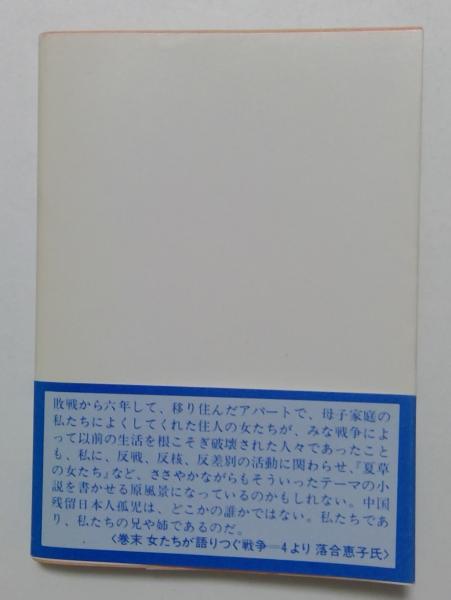 敗戦から六年して、移り住んだアパートで、母子家庭の
私たちによくしてくれた住人の女たちが、みな戦争によ
って以前の生活を根こそぎ破壊された人々であったこと
も、私に、反戦、反核、反差別の活動に関わらせ、『夏草
の女たち』など、ささやかながらもそういったテーマの小
説を書かせる原風景になっているのかもしれない。中国
残留日本人孤児は、どこかの誰かではない。私たちであ
り、私たちの兄や姉であるのだ。
〈巻末 女たちが語りつぐ戦争=4より 落合恵子氏〉